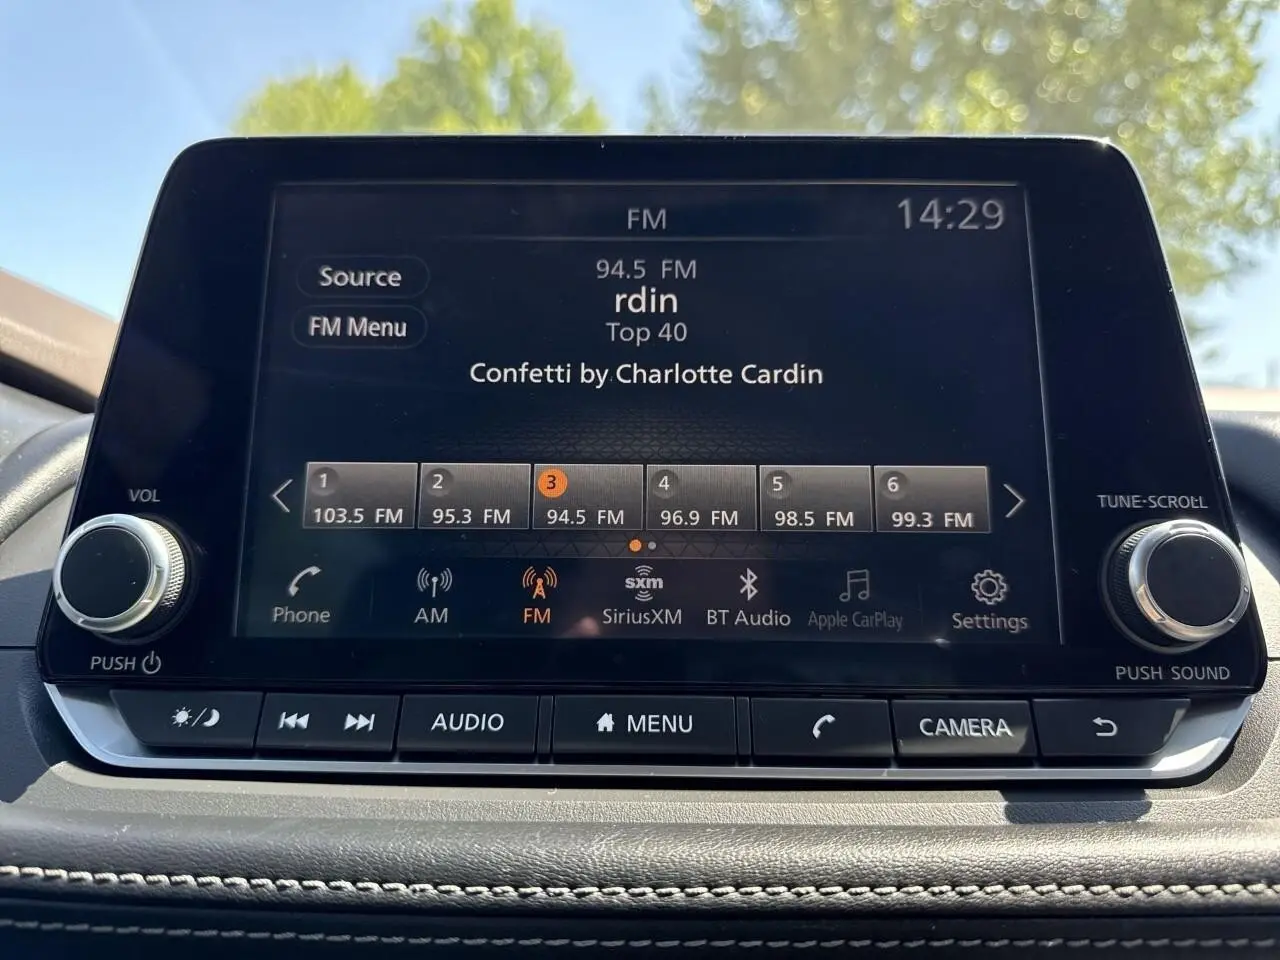 FM
14:29
Source
94.5 FM
rdin
FM Menu
Top 40
Confetti by Charlotte Cardin
1
2
3
4
5
6
103.5 FM
95.3 FM
94.5 FM
96.9 FM
98.5 FM
99.3 FM
VOL
TUNE•SCROLL
sxm
Phone
AM
FM
SiriusXM
BT Audio
Apple CarPlay
Settings
PUSH
PUSH SOUND
AUDIO
MENU
CAMERA